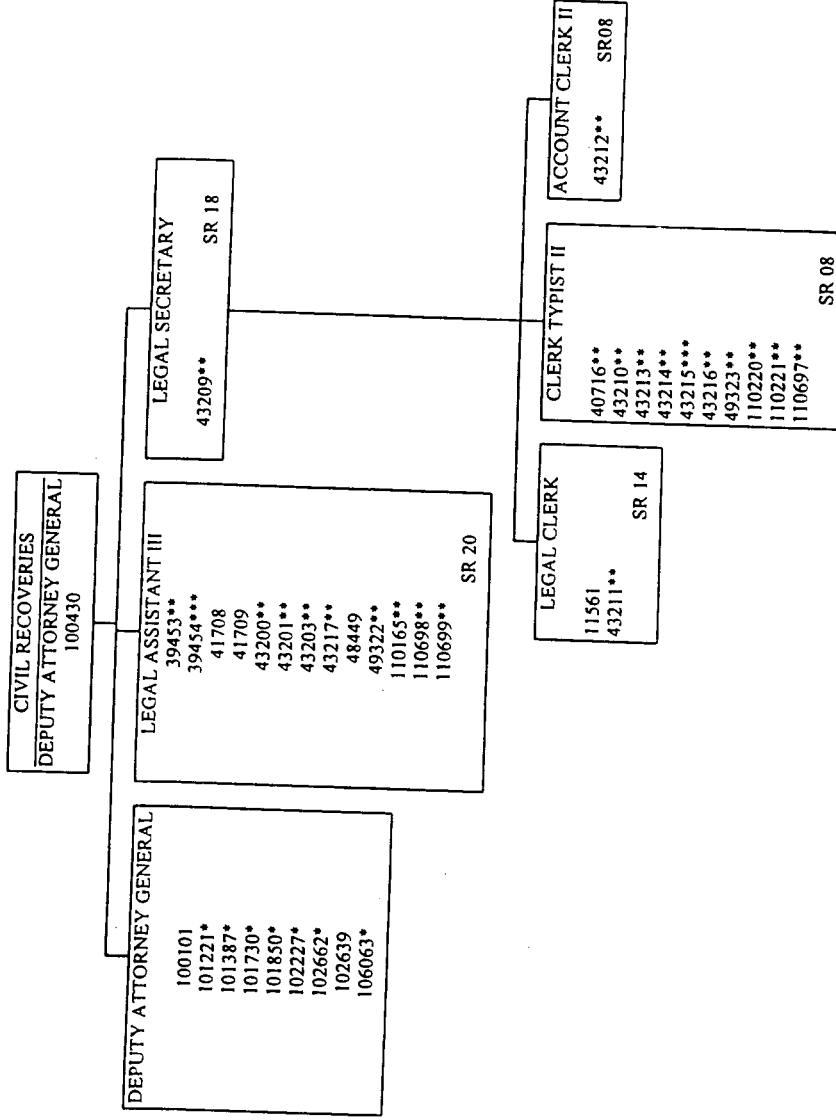 CIVIL RECOVERIES
DEPUTY ATTORNEY GENERAL
100430
DEPUTY ATTORNEY GENERAL
100101
101221*
101387*
101730*
101850*
102227*
102662*
102639
106063*
LEGAL ASSISTANT III
39453**
39454***
41708
41709
43200**
43201**
43203**
43217**
48449
49322**
110165**
110698**
110699**
SR 20
LEGAL SECRETARY
43209**
SR 18
LEGAL CLERK
11561
43211**
SR 14
CLERK TYPIST II
40716**
43210**
43213**
43214**
43215***
43216**
49323**
110220**
110221**
110697**
SR 08
ACCOUNT CLERK II
43212** SR08